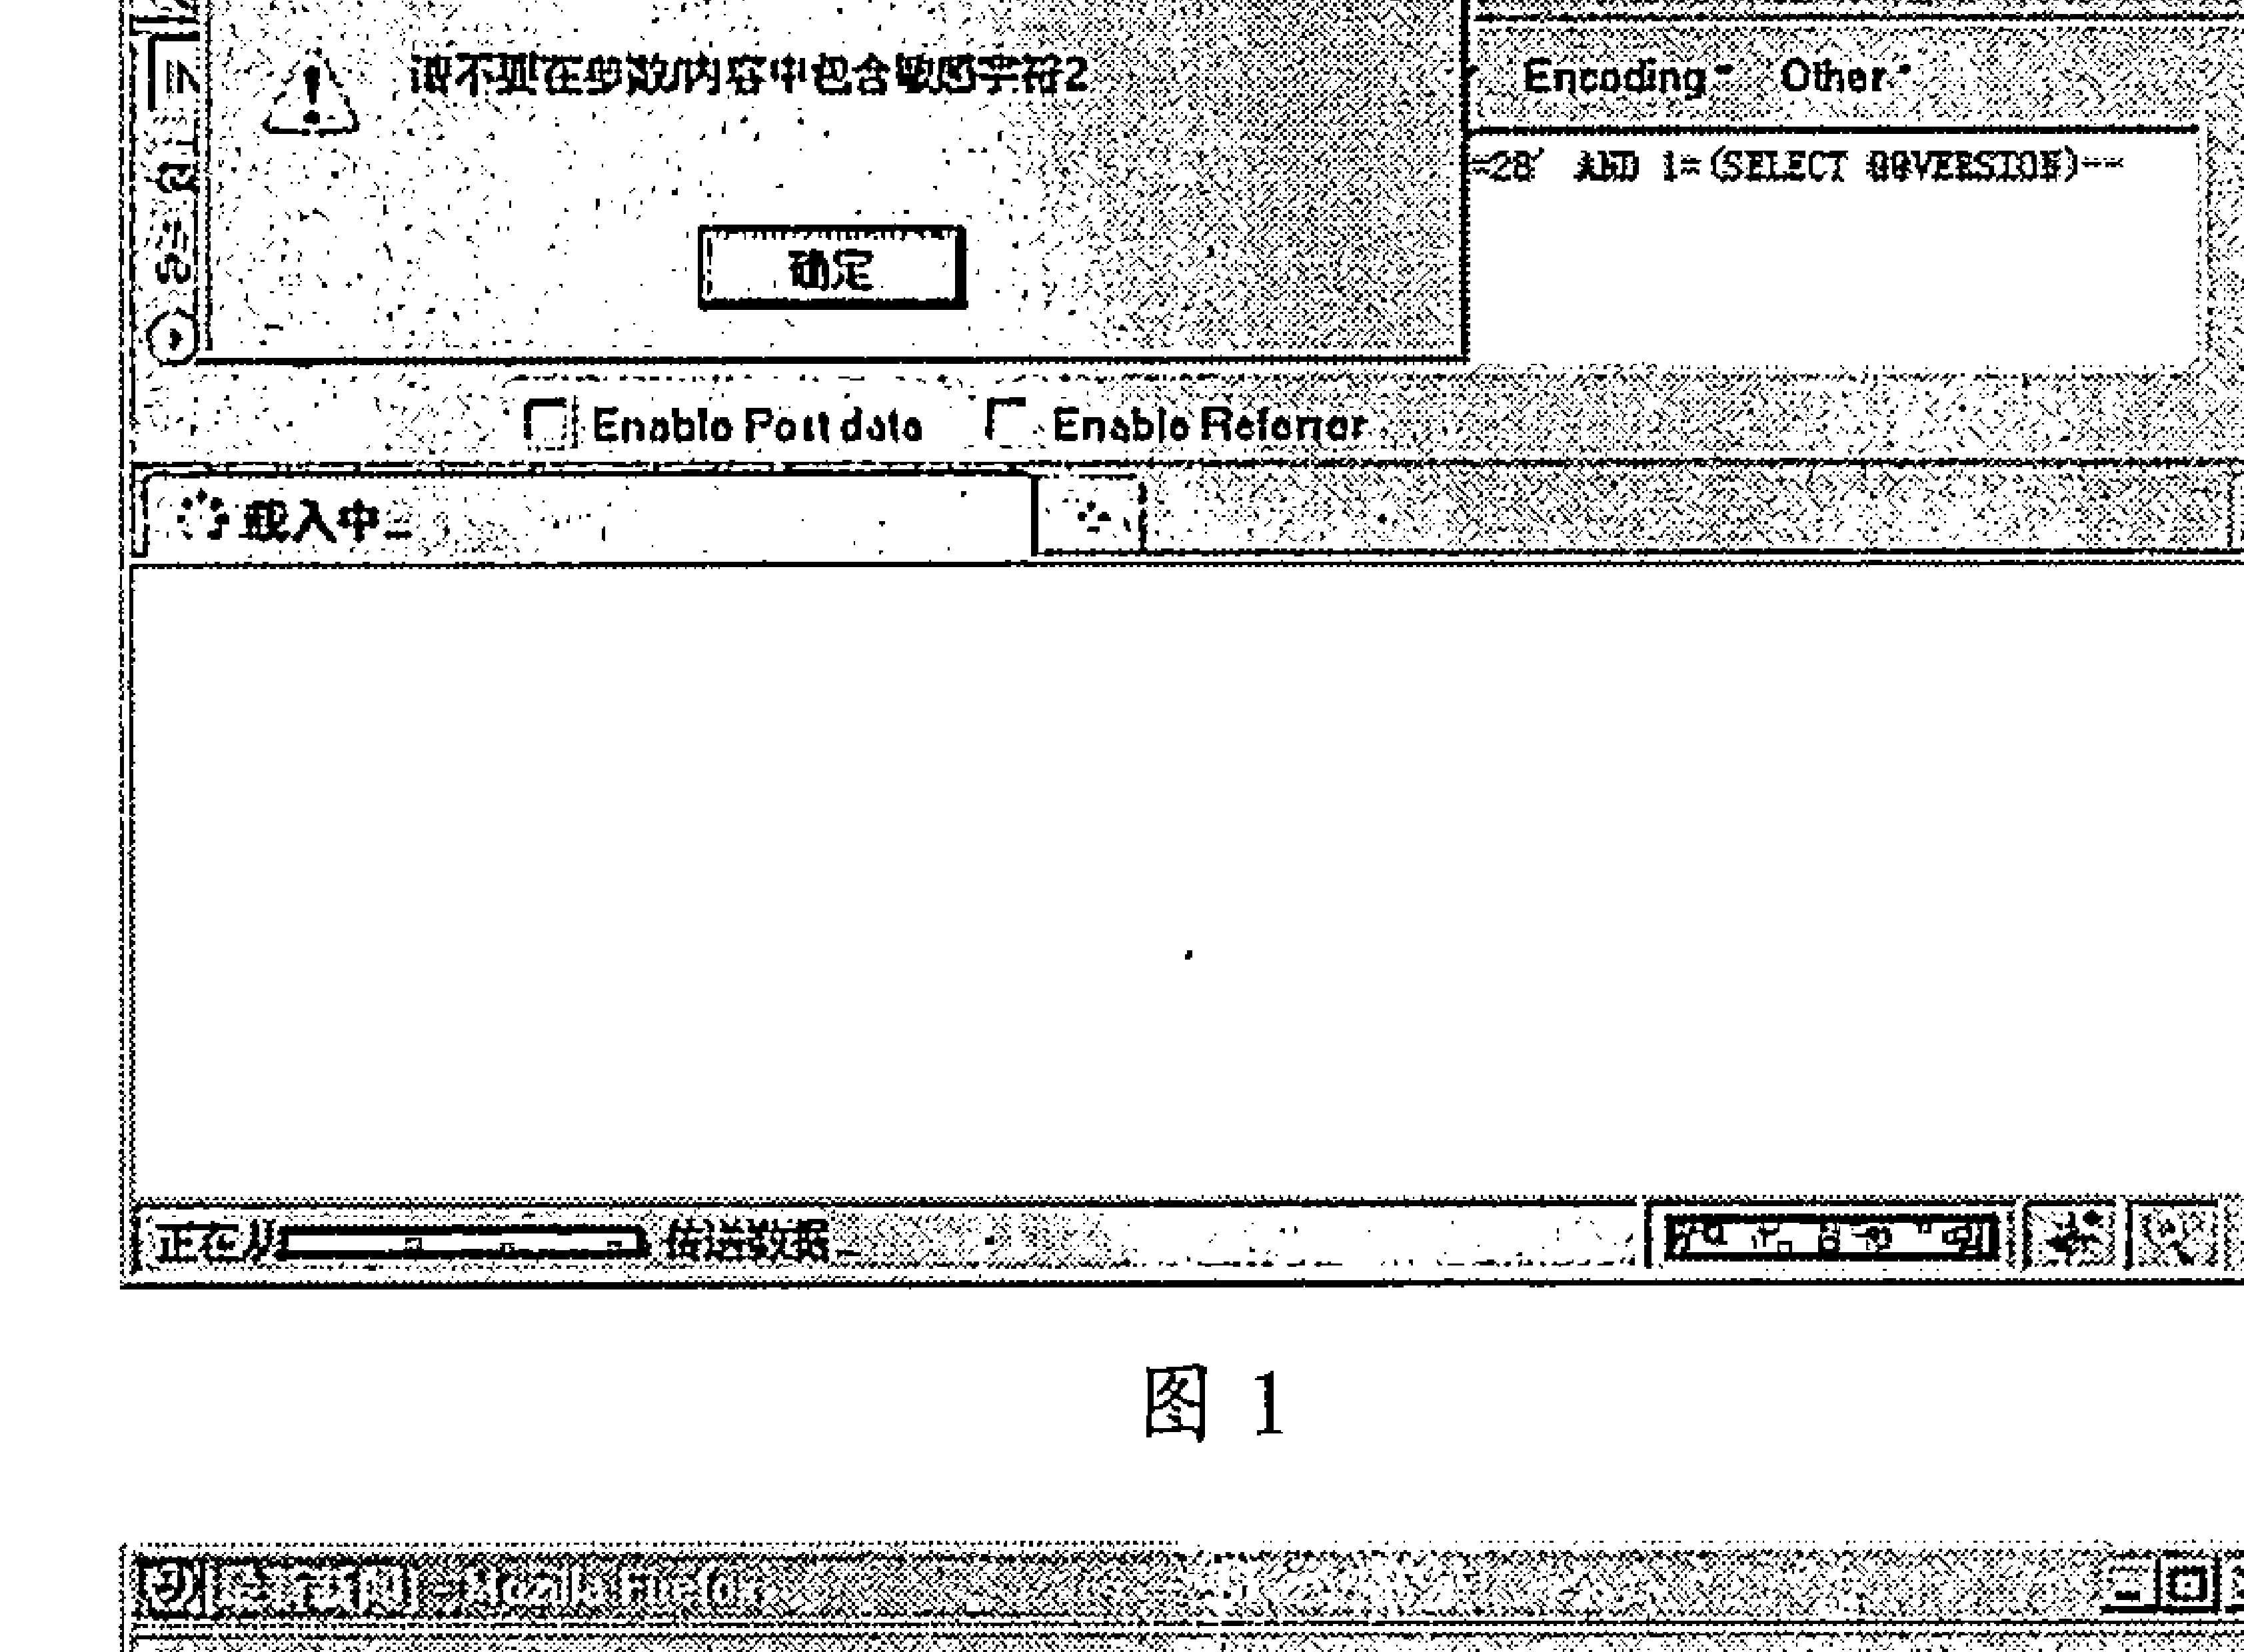 请不要在参数内容中包含敏感字符2
Encoding Other
=28' AND 1=(SELECT @@VERSION)--
确定
Enable Post data Enable Referrer
载入中...
正在从 传送数据...
图 1
Mozilla Firefox